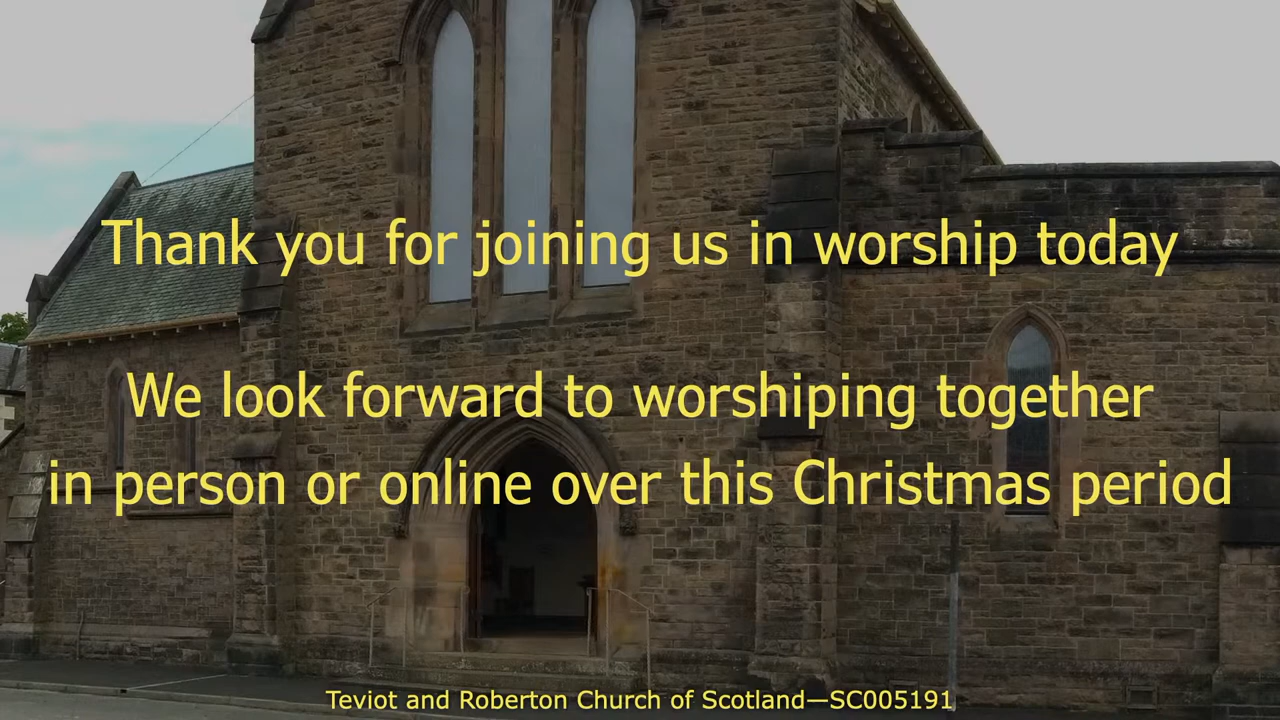 Thank you for joining us in worship today
We look forward to worshiping together
in person or online over this Christmas period
Teviot and Roberton Church of Scotland—SC005191